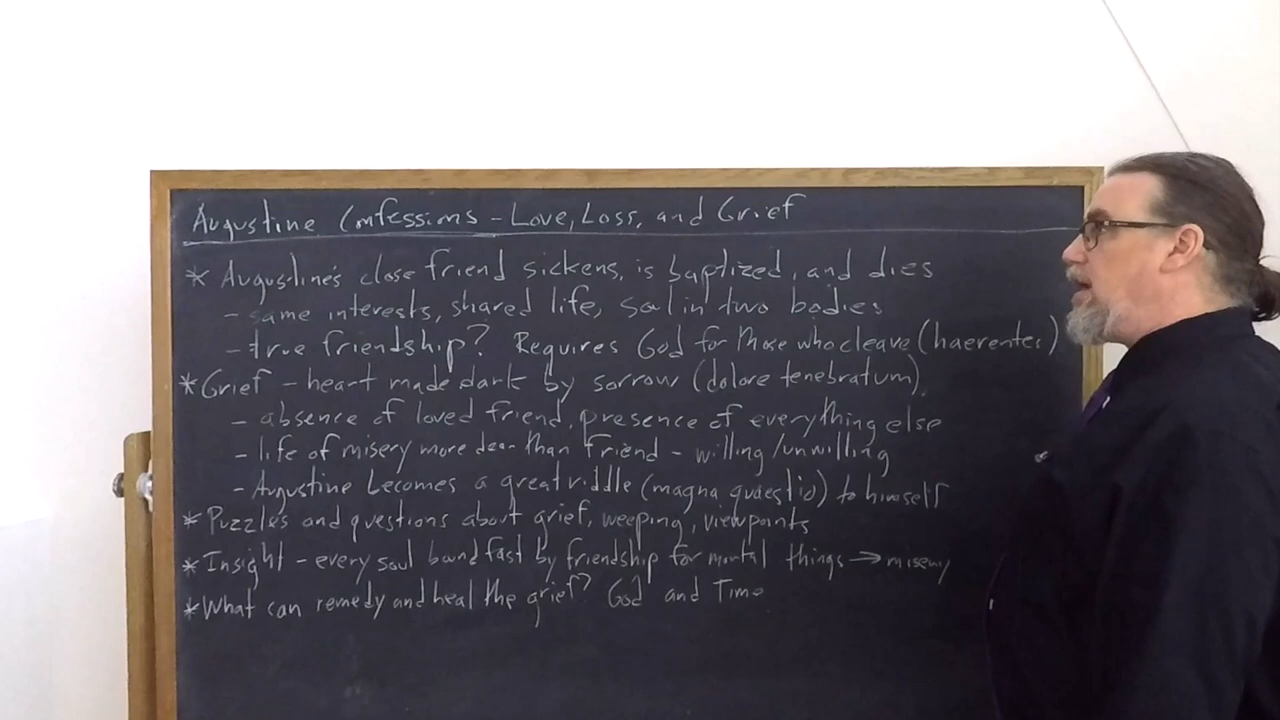 Augustine Confessions - Love, Loss, and Grief
* Augustine's close friend sickens, is baptized, and dies
- same interests, shared life, soul in two bodies
- true friendship? Requires God for those who cleave (haerentes)
* Grief - heart made dark by sorrow (dolore tenebratum)
- absence of loved friend, presence of everything else
- life of misery more dear than friend - willing/unwilling
- Augustine becomes a great riddle (magna quaestio) to himself
* Puzzles and questions about grief, weeping, viewpoints
* Insight - every soul bound fast by friendship for mortal things → misery
* What can remedy and heal the grief? God and Time